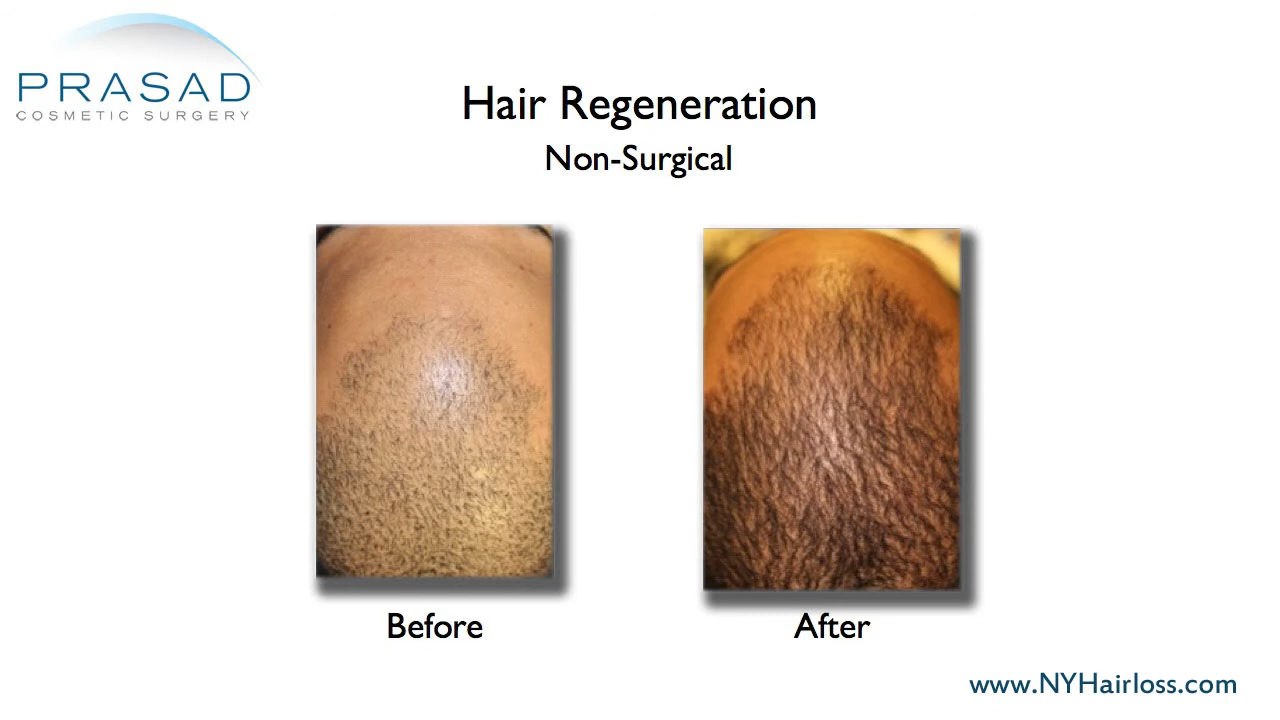 PRASAD
COSMETIC SURGERY
Hair Regeneration
Non-Surgical
Before
After
www.NYHairloss.com